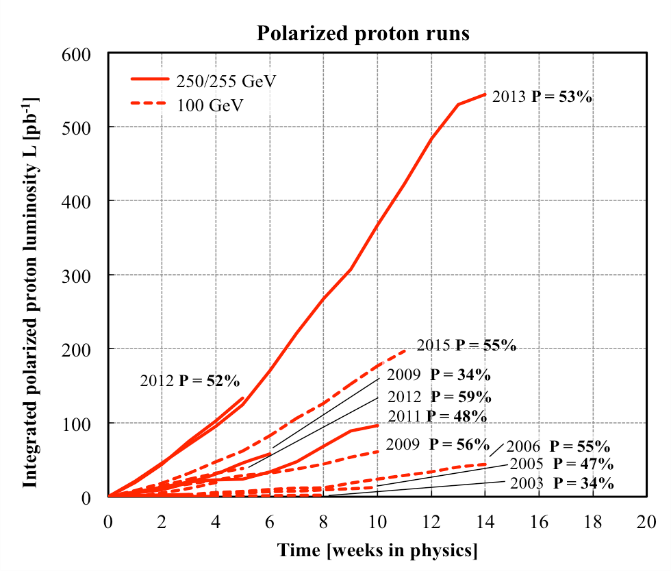 Polarized proton runs
Integrated polarized proton luminosity L [pb⁻¹]
600
500
400
300
200
100
0
250/255 GeV
100 GeV
2013 P = 53%
2015 P = 55%
2012 P = 52%
2009 P = 34%
2012 P = 59%
2011 P = 48%
2009 P = 56%
2006 P = 55%
2005 P = 47%
2003 P = 34%
0 2 4 6 8 10 12 14 16 18 20
Time [weeks in physics]